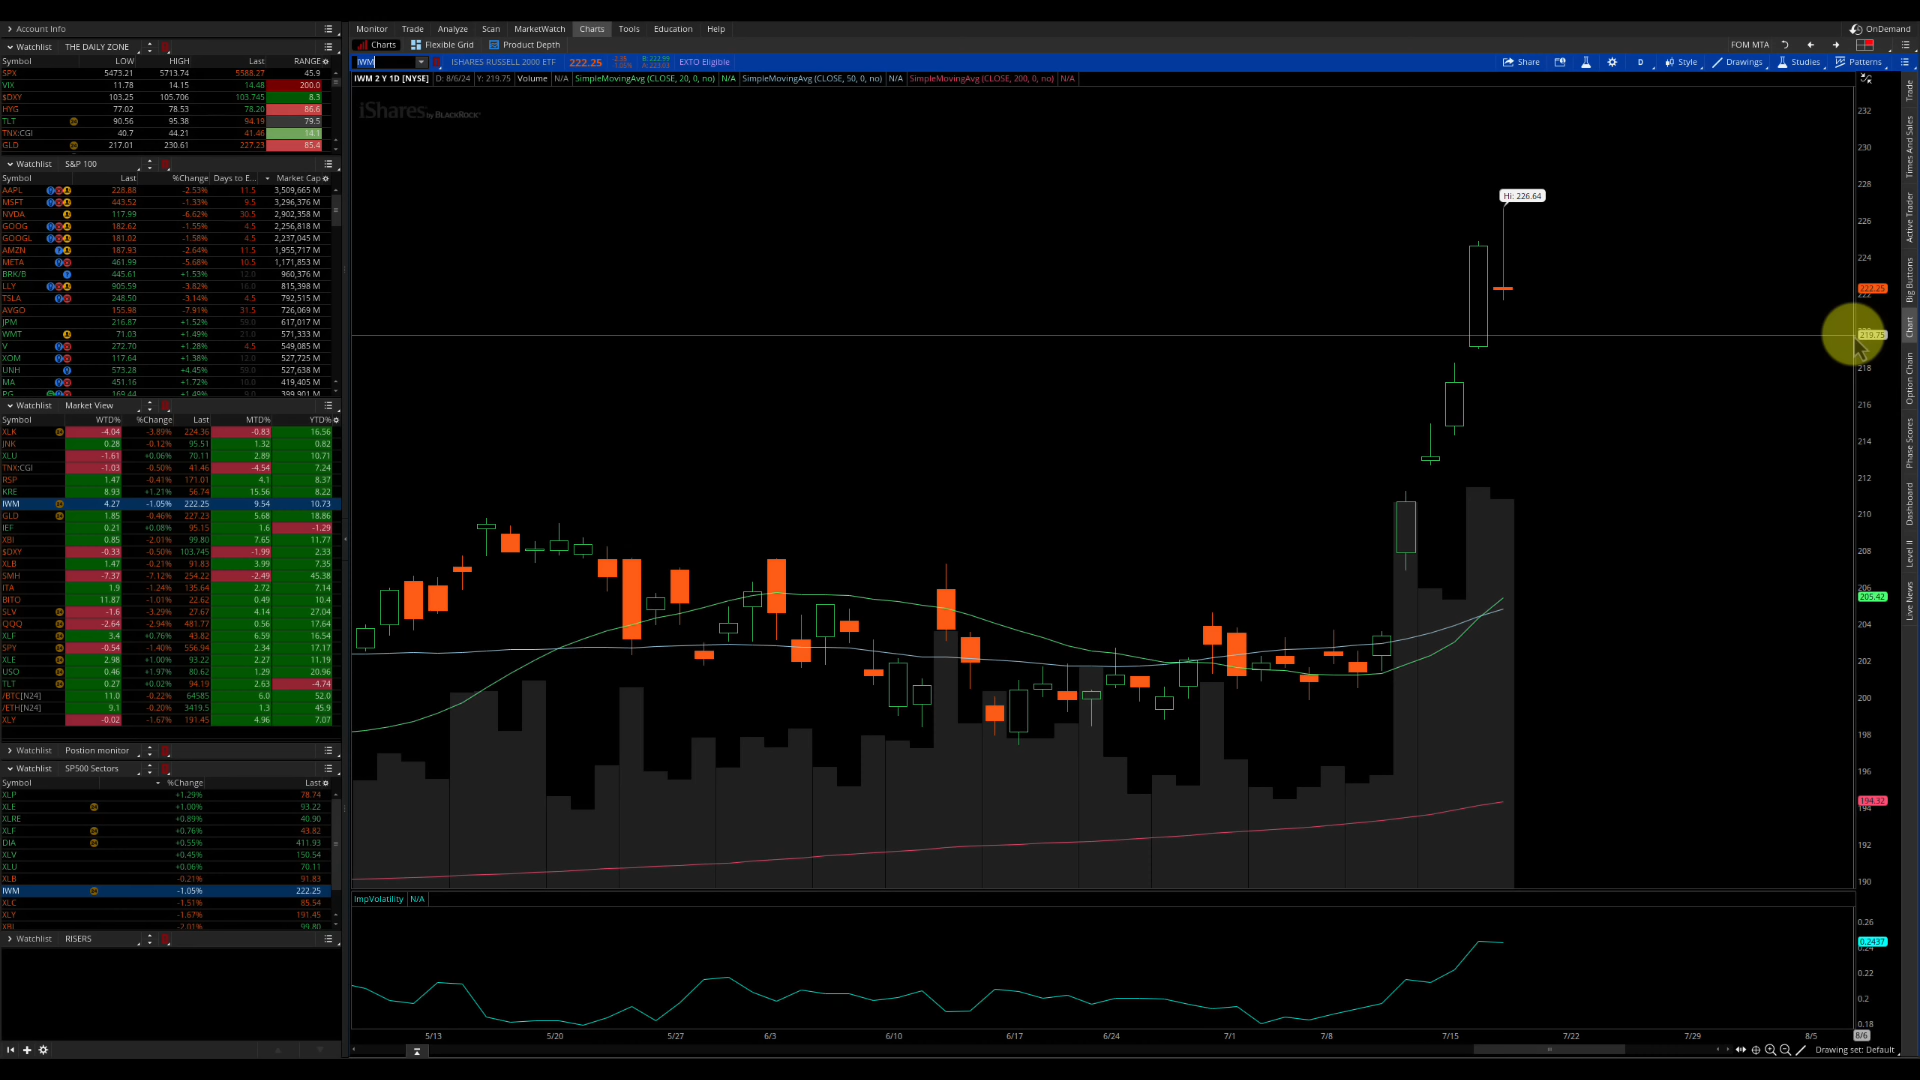 Account Info
Monitor Trade Analyze Scan MarketWatch Charts Tools Education Help
OnDemand
Watchlist THE DAILY ZONE
Charts Flexible Grid Product Depth
FOM MTA
Symbol LOW HIGH Last RANGE
IWM ISHARES RUSSELL 2000 ETF 222.25 EXTO Eligible
Share D Style Drawings Studies Patterns
SPX 5473.21 5713.74 5588.27 45.9
VIX 11.78 14.15 14.48 200.0
$DXY 103.25 105.706 103.745 8.3
HYG 77.02 78.53 78.20 86.6
TLT 90.56 95.38 94.19 79.5
TNX:CGI 40.7 44.21 41.46 14.1
GLD 217.01 230.61 227.23 85.4
IWM 2 Y 1D [NYSE] D: 8/6/24 Y: 219.75 Volume N/A SimpleMovingAvg (CLOSE, 20, 0, no) N/A SimpleMovingAvg (CLOSE, 50, 0, no) N/A SimpleMovingAvg (CLOSE, 200, 0, no) N/A
iShares by BLACKROCK
Watchlist S&P 100
Symbol Last %Change Days to E... Market Cap
AAPL 228.88 -2.53% 11.5 3,509,665 M
MSFT 443.52 -1.33% 9.5 3,296,376 M
NVDA 117.99 -6.62% 30.5 2,902,358 M
GOOG 182.62 -1.55% 4.5 2,256,818 M
GOOGL 181.02 -1.58% 4.5 2,237,045 M
AMZN 187.93 -2.64% 11.5 1,955,717 M
META 461.99 -5.68% 10.5 1,171,853 M
BRK/B 445.61 +1.53% 12.0 960,376 M
LLY 905.59 -3.82% 16.0 815,398 M
TSLA 248.50 -3.14% 4.5 792,515 M
AVGO 155.98 -7.91% 31.5 726,069 M
JPM 216.87 +1.52% 59.0 617,017 M
WMT 71.03 +1.49% 21.0 571,333 M
V 272.70 +1.28% 4.5 549,085 M
XOM 117.64 +1.38% 12.0 527,725 M
UNH 573.28 +4.45% 59.0 527,638 M
MA 451.16 +1.72% 10.0 419,405 M
PG 169.44 +1.49% 9.0 399,901 M
Watchlist Market View
Symbol WTD% %Change Last MTD% YTD%
XLK -4.04 -3.89% 224.36 -0.83 16.56
JNK 0.28 -0.12% 95.51 1.32 0.82
XLU -1.61 +0.06% 70.11 2.89 10.71
TNX:CGI -1.03 -0.50% 41.46 -4.54 7.24
RSP 1.47 -0.41% 171.01 4.1 8.37
KRE 8.93 +1.21% 56.74 15.56 8.22
IWM 4.27 -1.05% 222.25 9.54 10.73
GLD 1.85 -0.46% 227.23 5.68 18.86
IEF 0.21 +0.08% 95.15 1.6 -1.29
XBI 0.85 -2.01% 99.80 7.65 11.77
$DXY -0.33 -0.50% 103.745 -1.99 2.33
XLB 1.47 -0.21% 91.83 3.99 7.35
SMH -7.37 -7.12% 254.22 -2.49 45.38
ITA 1.9 -1.24% 135.64 2.72 7.14
BITO 11.87 -1.01% 22.62 0.49 10.4
SLV -1.6 -3.29% 27.67 4.14 27.04
QQQ -2.64 -2.94% 481.77 0.56 17.64
XLF 3.4 +0.76% 43.82 6.59 16.54
SPY -0.54 -1.40% 556.94 2.34 17.17
XLE 2.98 +1.00% 93.22 2.27 11.19
USO 0.46 +1.97% 80.62 1.29 20.96
TLT 0.27 +0.02% 94.19 2.63 -4.74
/BTC[N24] 11.0 -0.22% 64585 6.0 52.0
/ETH[N24] 9.1 -0.20% 3419.5 1.3 45.9
XLY -0.02 -1.67% 191.45 4.96 7.07
Watchlist Postion monitor
Watchlist SP500 Sectors
Symbol %Change Last
XLP +1.29% 78.74
XLE +1.00% 93.22
XLRE +0.89% 40.90
XLF +0.76% 43.82
DIA +0.55% 411.93
XLV +0.45% 150.54
XLU +0.06% 70.11
XLB -0.21% 91.83
IWM -1.05% 222.25
XLC -1.51% 85.54
XLY -1.67% 191.45
XBI -2.01% 99.80
Watchlist RISERS
Hi: 226.64
232
230
228
226
224
222.25
222
219.75
218
216
214
212
210
208
206
205.42
204
202
200
198
196
194.32
194
192
190
ImpVolatility N/A
0.26
0.2437
0.24
0.22
0.2
0.18
5/13 5/20 5/27 6/3 6/10 6/17 6/24 7/1 7/8 7/15 7/22 7/29 8/5 8/6
Drawing set: Default
Trade
Times And Sales
Active Trader
Big Buttons
Chart
Option Chain
Phase Scores
Dashboard
Level II
Live News